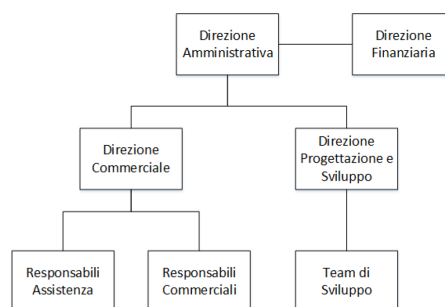 Direzione
Amministrativa
Direzione
Finanziaria
Direzione
Commerciale
Direzione
Progettazione e
Sviluppo
Responsabili
Assistenza
Responsabili
Commerciali
Team di
Sviluppo